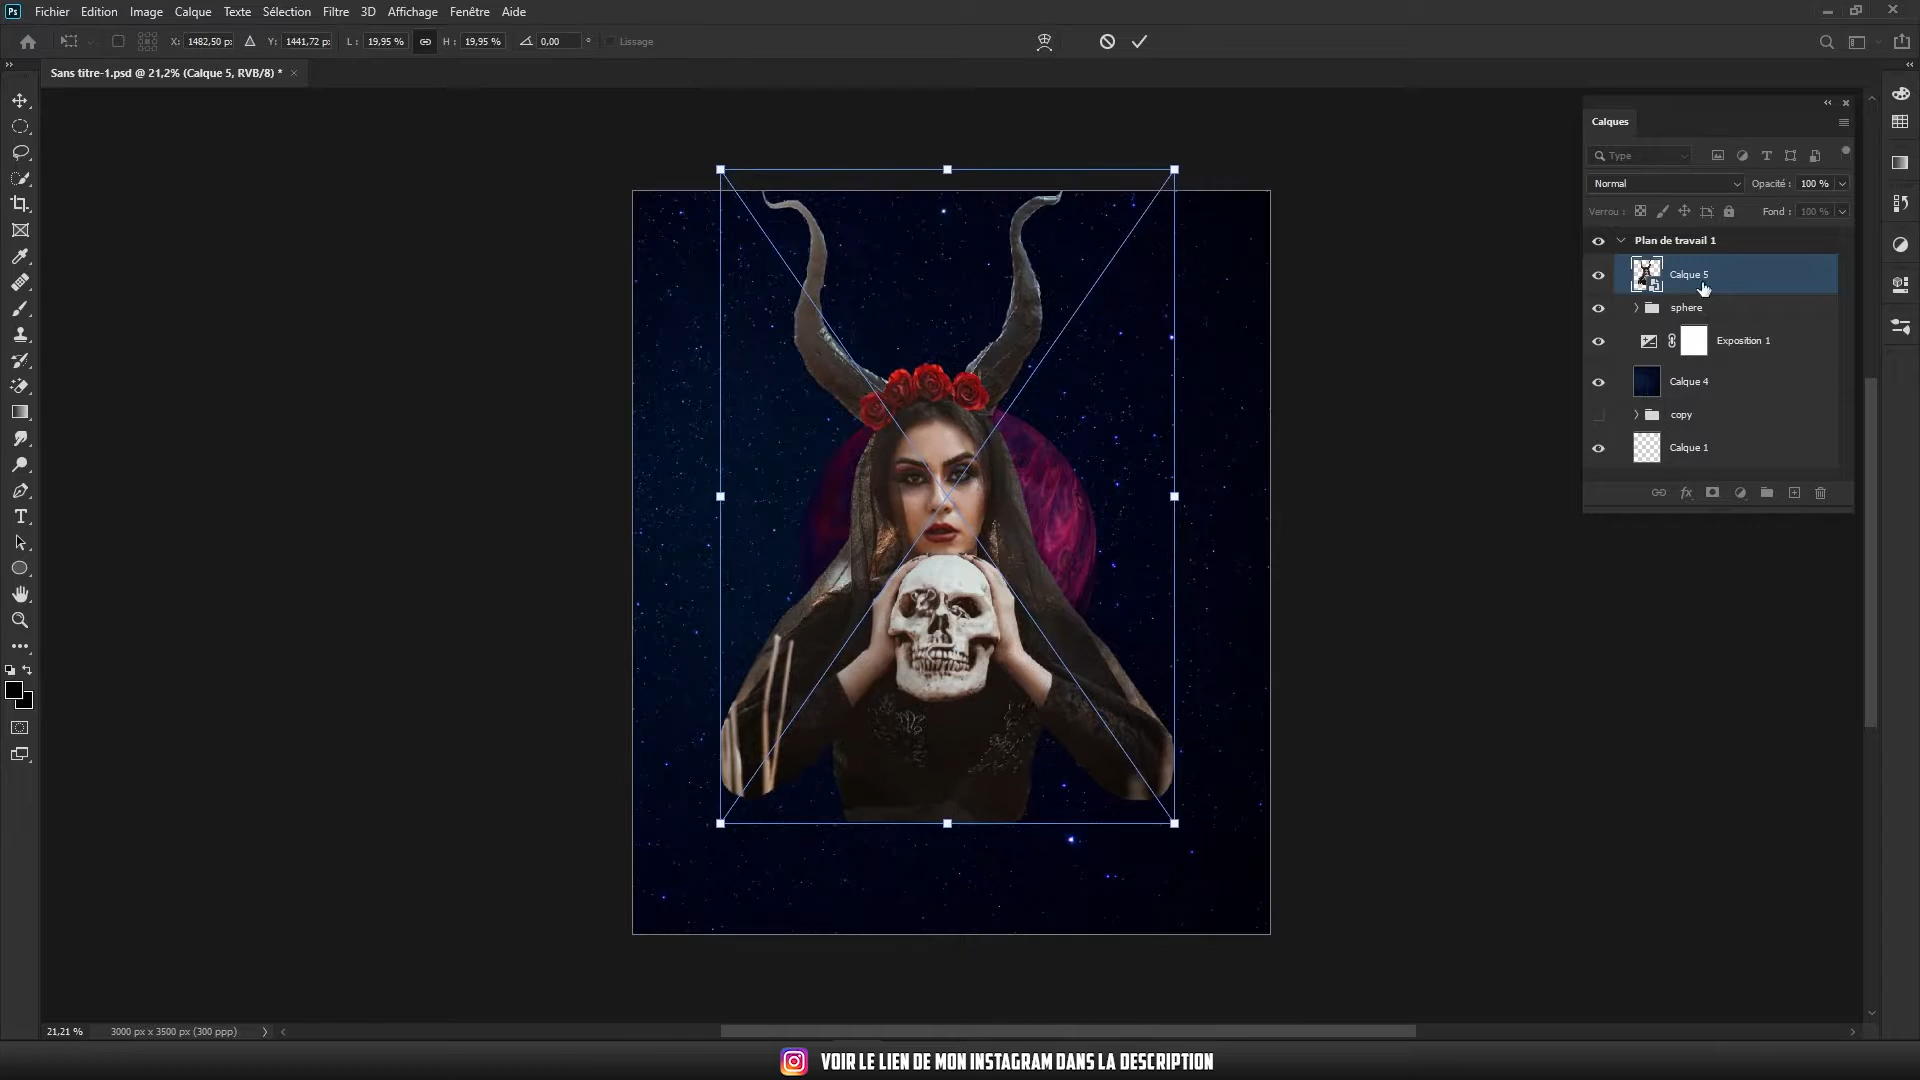 Ps Fichier Edition Image Calque Texte Sélection Filtre 3D Affichage Fenêtre Aide
X: 1482,50 p: Y: 1441,72 p: L: 19,95 % H: 19,95 % 0,00 ° Lissage
Sans titre-1.psd @ 21,2% (Calque 5, RVB/8) *
Calques
Type
Normal Opacité : 100 %
Verrou : Fond : 100 %
Plan de travail 1
Calque 5
sphere
Exposition 1
Calque 4
copy
Calque 1
21,21 % 3000 px x 3500 px (300 ppp)
VOIR LE LIEN DE MON INSTAGRAM DANS LA DESCRIPTION